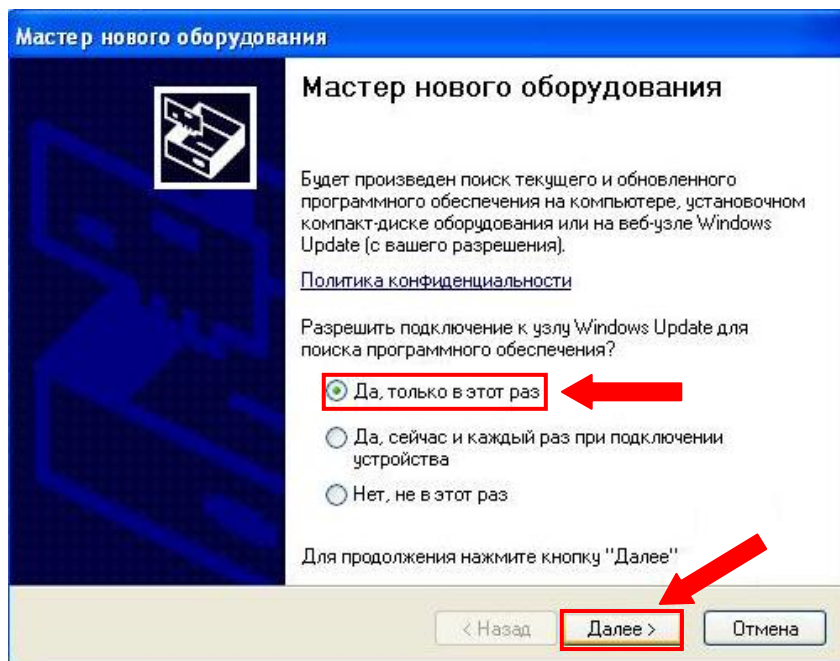 Мастер нового оборудования
Мастер нового оборудования
Будет произведен поиск текущего и обновленного
программного обеспечения на компьютере, установочном
компакт-диске оборудования или на веб-узле Windows
Update (с вашего разрешения).
Политика конфиденциальности
Разрешить подключение к узлу Windows Update для
поиска программного обеспечения?
Да, только в этот раз
Да, сейчас и каждый раз при подключении
устройства
Нет, не в этот раз
Для продолжения нажмите кнопку "Далее"
< Назад Далее > Отмена